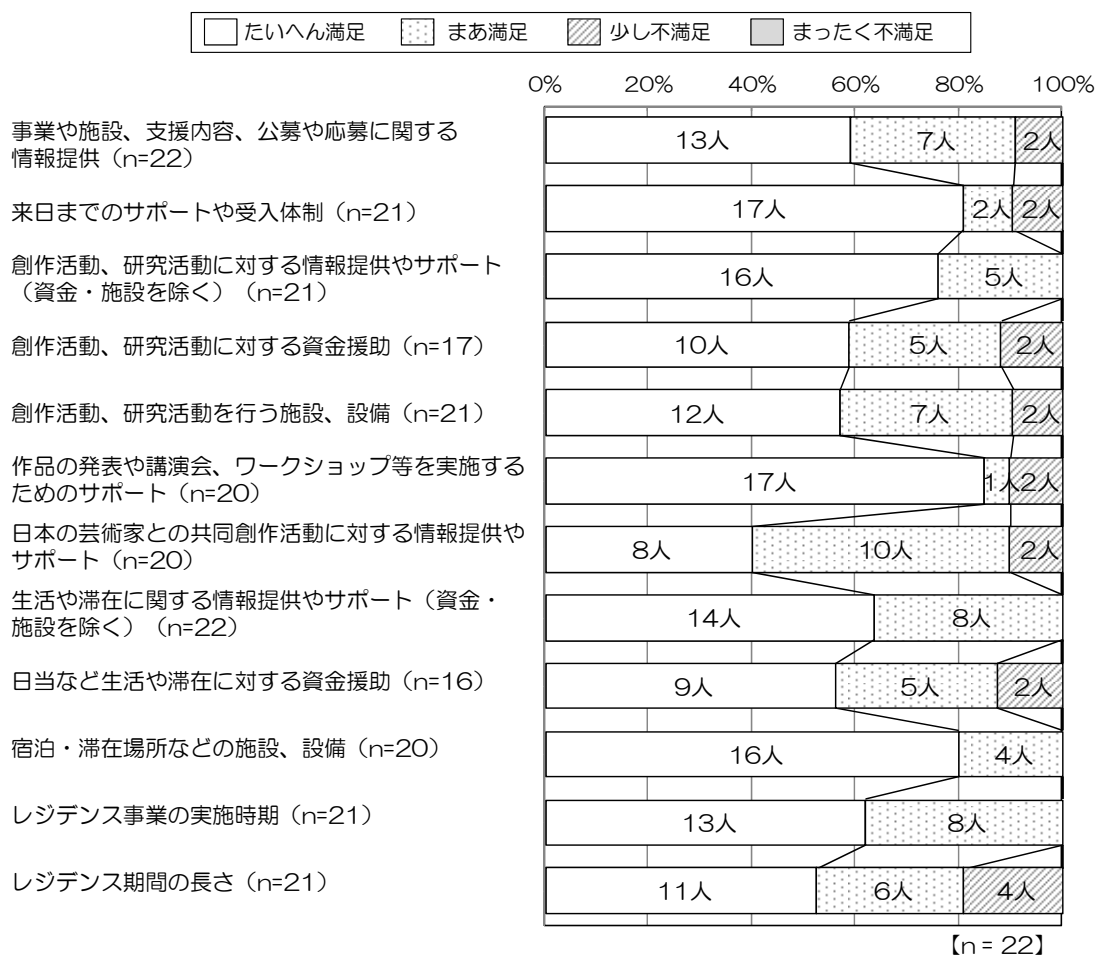 たいへん満足 まあ満足 少し不満足 まったく不満足
0% 20% 40% 60% 80% 100%
事業や施設、支援内容、公募や応募に関する
情報提供（n=22）
13人 7人 2人
来日までのサポートや受入体制（n=21）
17人 2人 2人
創作活動、研究活動に対する情報提供やサポート
（資金・施設を除く）（n=21）
16人 5人
創作活動、研究活動に対する資金援助（n=17）
10人 5人 2人
創作活動、研究活動を行う施設、設備（n=21）
12人 7人 2人
作品の発表や講演会、ワークショップ等を実施する
ためのサポート（n=20）
17人 1人 2人
日本の芸術家との共同創作活動に対する情報提供や
サポート（n=20）
8人 10人 2人
生活や滞在に関する情報提供やサポート（資金・
施設を除く）（n=22）
14人 8人
日当など生活や滞在に対する資金援助（n=16）
9人 5人 2人
宿泊・滞在場所などの施設、設備（n=20）
16人 4人
レジデンス事業の実施時期（n=21）
13人 8人
レジデンス期間の長さ（n=21）
11人 6人 4人
【n = 22】